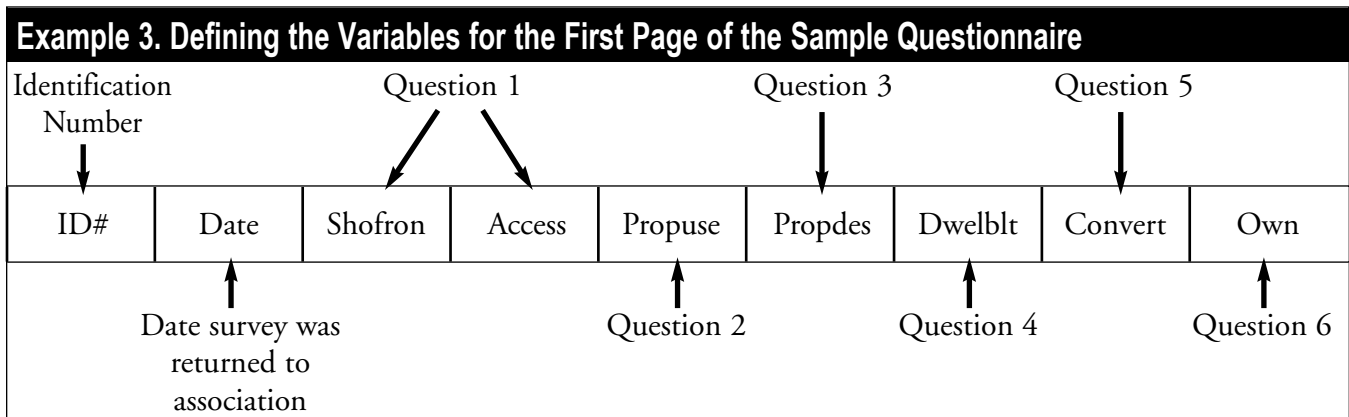 Example 3. Defining the Variables for the First Page of the Sample Questionnaire
Identification
Number
Question 1
Question 3
Question 5
ID#
Date
Shofron
Access
Propuse
Propdes
Dwelblt
Convert
Own
Date survey was
returned to
association
Question 2
Question 4
Question 6